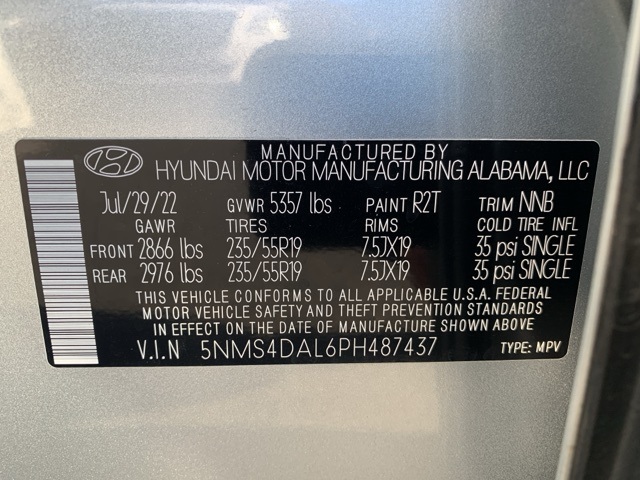 MANUFACTURED BY
HYUNDAI MOTOR MANUFACTURING ALABAMA, LLC
Jul/29/22 GVWR 5357 lbs PAINT R2T TRIM NNB
GAWR TIRES RIMS COLD TIRE INFL
FRONT 2866 lbs 235/55R19 7.5JX19 35 psi SINGLE
REAR 2976 lbs 235/55R19 7.5JX19 35 psi SINGLE
THIS VEHICLE CONFORMS TO ALL APPLICABLE U.S.A. FEDERAL
MOTOR VEHICLE SAFETY AND THEFT PREVENTION STANDARDS
IN EFFECT ON THE DATE OF MANUFACTURE SHOWN ABOVE.
V.I.N 5NMS4DAL6PH487437 TYPE: MPV